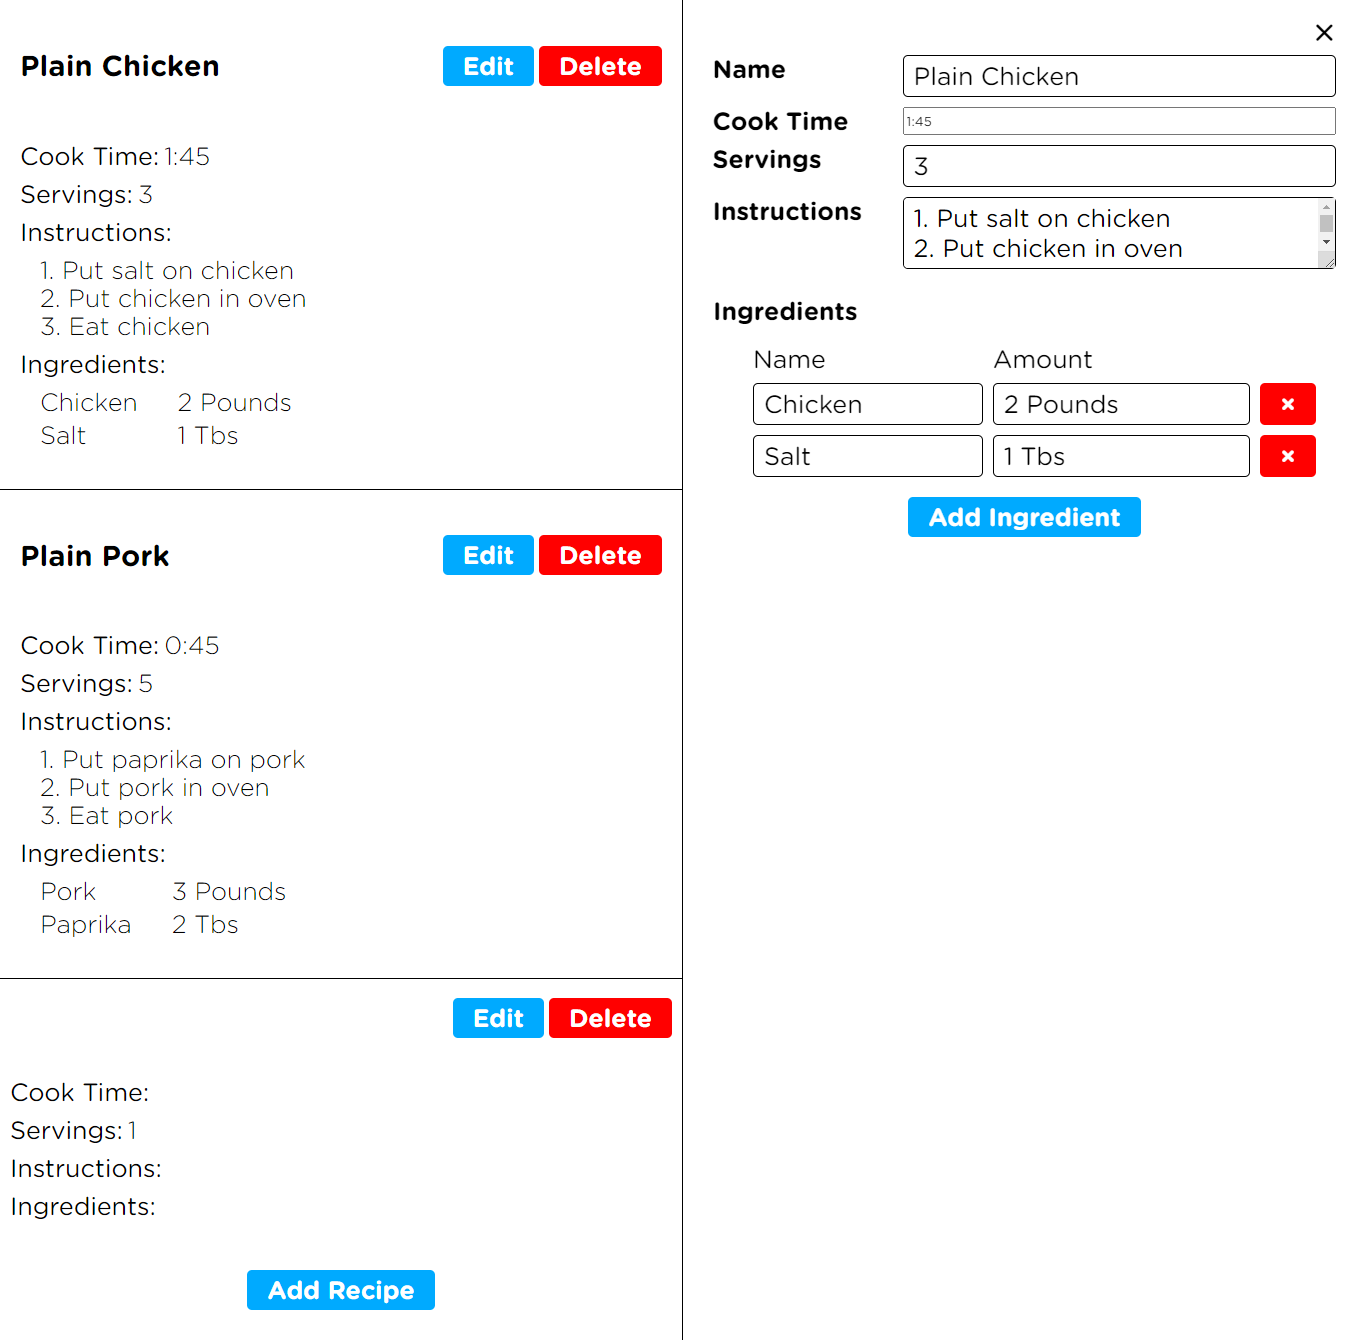 Plain Chicken
Edit
Delete
Cook Time: 1:45
Servings: 3
Instructions:
1. Put salt on chicken
2. Put chicken in oven
3. Eat chicken
Ingredients:
Chicken 2 Pounds
Salt 1 Tbs
Plain Pork
Edit
Delete
Cook Time: 0:45
Servings: 5
Instructions:
1. Put paprika on pork
2. Put pork in oven
3. Eat pork
Ingredients:
Pork 3 Pounds
Paprika 2 Tbs
Edit
Delete
Cook Time:
Servings: 1
Instructions:
Ingredients:
Add Recipe
×
Name Plain Chicken
Cook Time 1:45
Servings 3
Instructions 1. Put salt on chicken
2. Put chicken in oven
Ingredients
Name Amount
Chicken 2 Pounds ×
Salt 1 Tbs ×
Add Ingredient